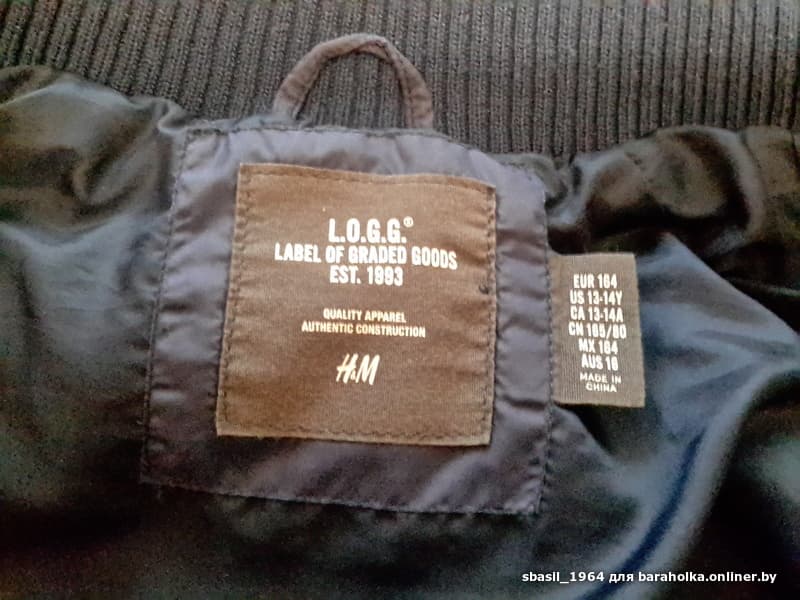 L.O.G.G.®
LABEL OF GRADED GOODS
EST. 1993
QUALITY APPAREL
AUTHENTIC CONSTRUCTION
H&M
EUR 164
US 13-14Y
CA 13-14A
CN 165/80
MX 164
AUS 16
MADE IN
CHINA
sbasil_1964 для baraholka.onliner.by